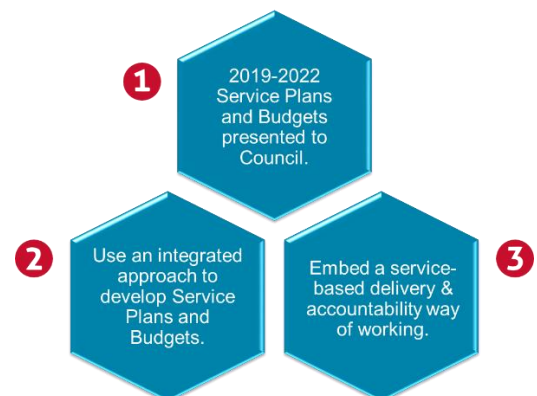 1
2019-2022
Service Plans
and Budgets
presented to
Council.
2
Use an integrated
approach to
develop Service
Plans and
Budgets.
3
Embed a service-
based delivery &
accountability way
of working.